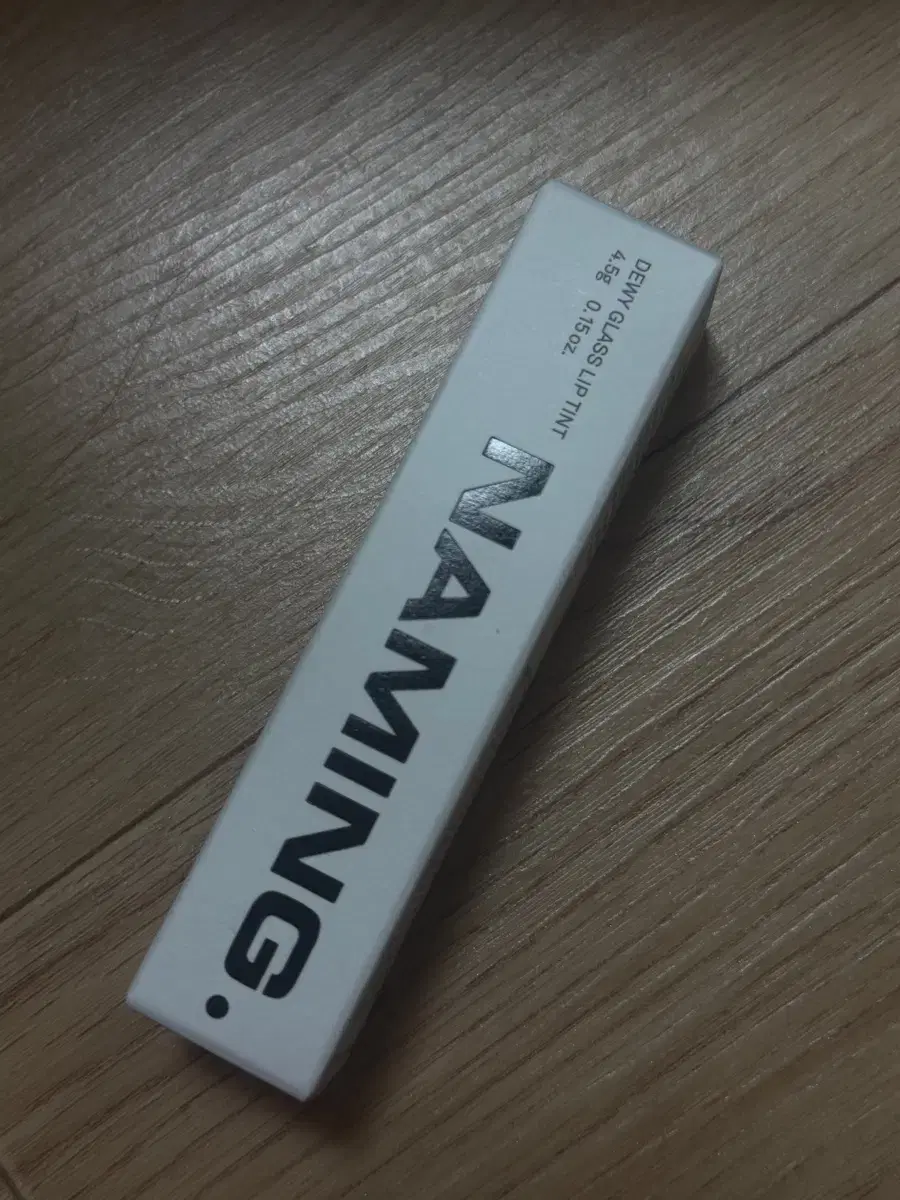 DEWY GLASS LIP TINT
4.5g 0.15oz.
NAMING.